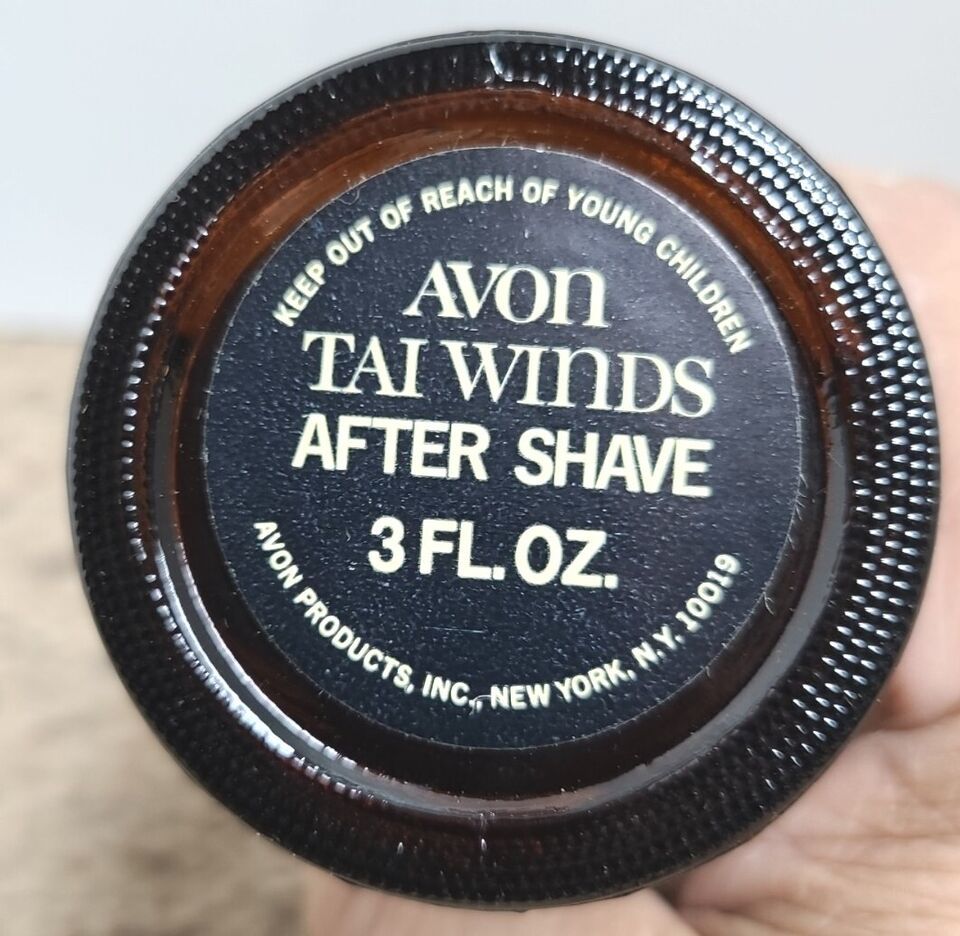 KEEP OUT OF REACH OF YOUNG CHILDREN
AVON
TAI WINDS
AFTER SHAVE
3 FL. OZ.
AVON PRODUCTS, INC., NEW YORK, N.Y. 10019